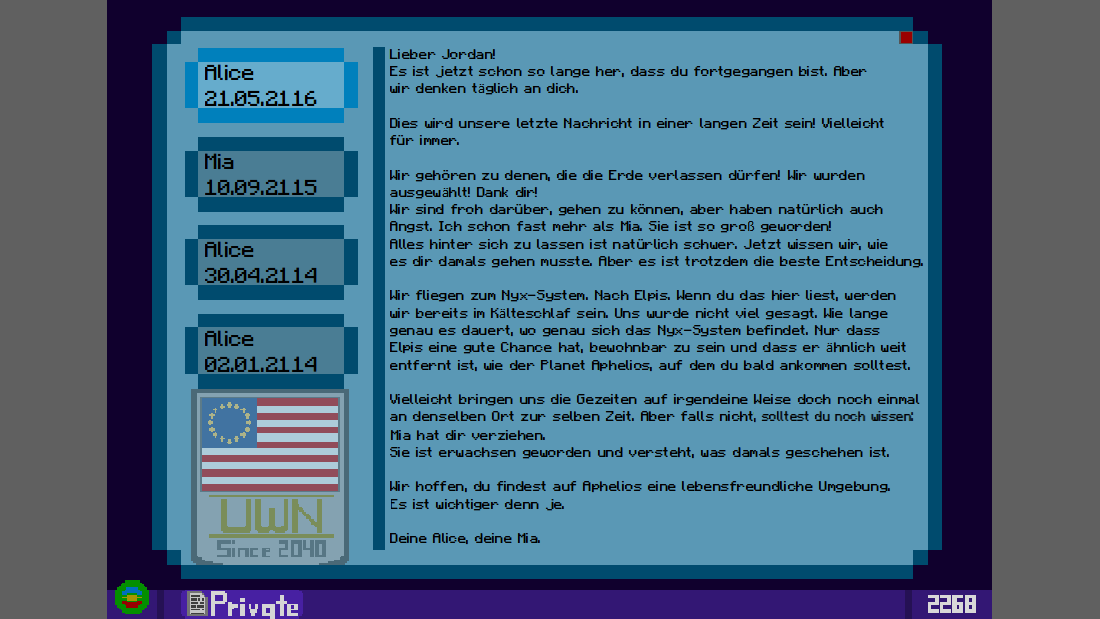 Alice
21.05.2116
Mia
10.09.2115
Alice
30.04.2114
Alice
02.01.2114
UWN
Since 2040
Lieber Jordan!
Es ist jetzt schon so lange her, dass du fortgegangen bist. Aber
wir denken täglich an dich.
Dies wird unsere letzte Nachricht in einer langen Zeit sein! Vielleicht
für immer.
Wir gehören zu denen, die die Erde verlassen dürfen! Wir wurden
ausgewählt! Dank dir!
Wir sind froh darüber, gehen zu können, aber haben natürlich auch
Angst. Ich schon fast mehr als Mia. Sie ist so groß geworden!
Alles hinter sich zu lassen ist natürlich schwer. Jetzt wissen wir, wie
es dir damals gehen musste. Aber es ist trotzdem die beste Entscheidung.
Wir fliegen zum Nyx-System. Nach Elpis. Wenn du das hier liest, werden
wir bereits im Kälteschlaf sein. Uns wurde nicht viel gesagt. Wie lange
genau es dauert, wo genau sich das Nyx-System befindet. Nur dass
Elpis eine gute Chance hat, bewohnbar zu sein und dass er ähnlich weit
entfernt ist, wie der Planet Aphelios, auf dem du bald ankommen solltest.
Vielleicht bringen uns die Gezeiten auf irgendeine Weise doch noch einmal
an denselben Ort zur selben Zeit. Aber falls nicht, solltest du noch wissen:
Mia hat dir verziehen.
Sie ist erwachsen geworden und versteht, was damals geschehen ist.
Wir hoffen, du findest auf Aphelios eine lebensfreundliche Umgebung.
Es ist wichtiger denn je.
Deine Alice, deine Mia.
Private
2268